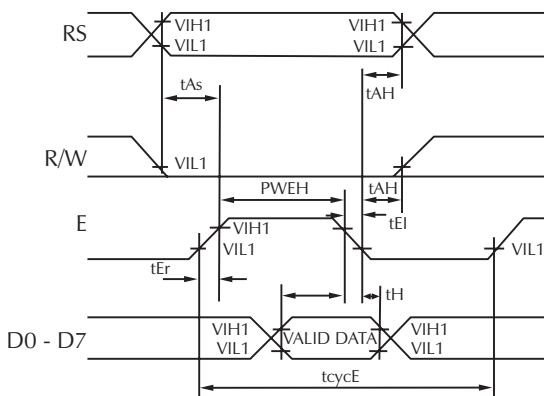 RS
VIH1
VIL1
VIH1
VIL1
tAs
tAH
R/W
VIL1
PWEH
tAH
tEl
E
VIH1
VIL1
VIL1
tEr
tH
D0 - D7
VIH1
VIL1
VALID DATA
VIH1
VIL1
tcycE